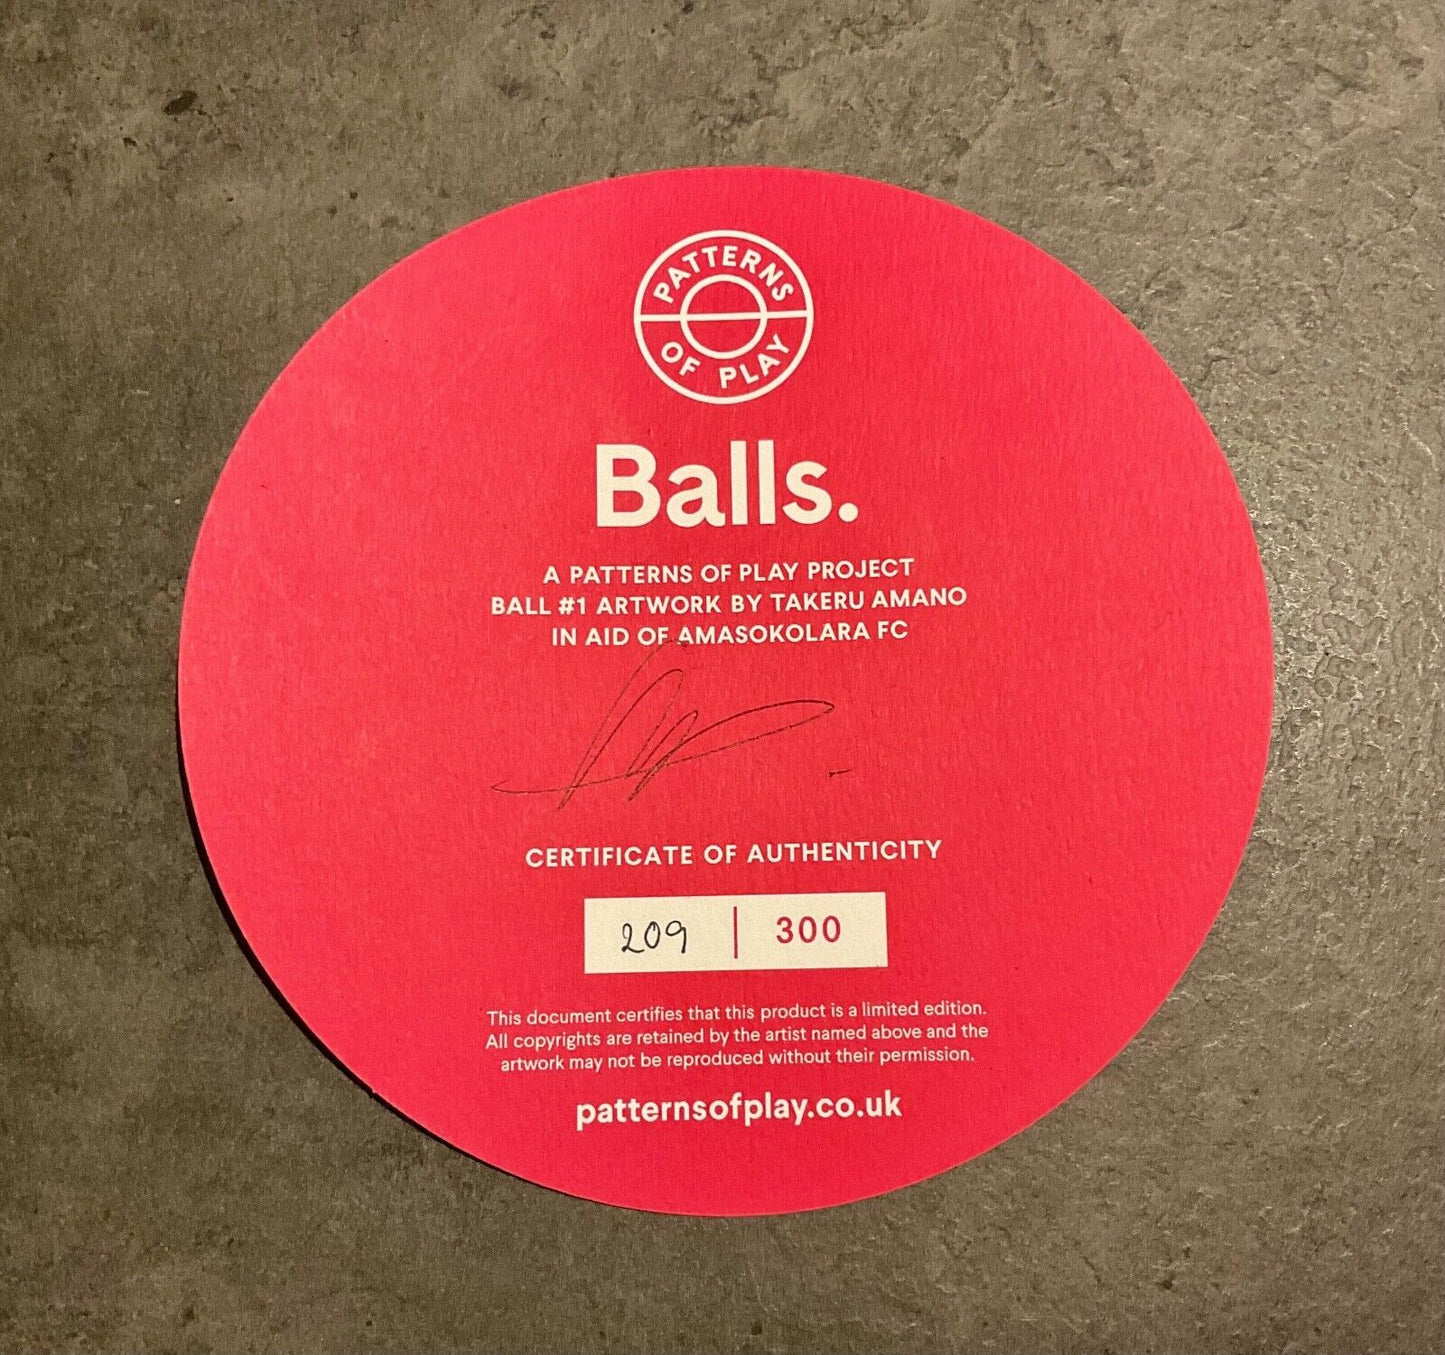 PATTERNS
OF PLAY
Balls.
A PATTERNS OF PLAY PROJECT
BALL #1 ARTWORK BY TAKERU AMANO
IN AID OF AMASOKOLARA FC
CERTIFICATE OF AUTHENTICITY
209 | 300
This document certifies that this product is a limited edition.
All copyrights are retained by the artist named above and the
artwork may not be reproduced without their permission.
patternsofplay.co.uk